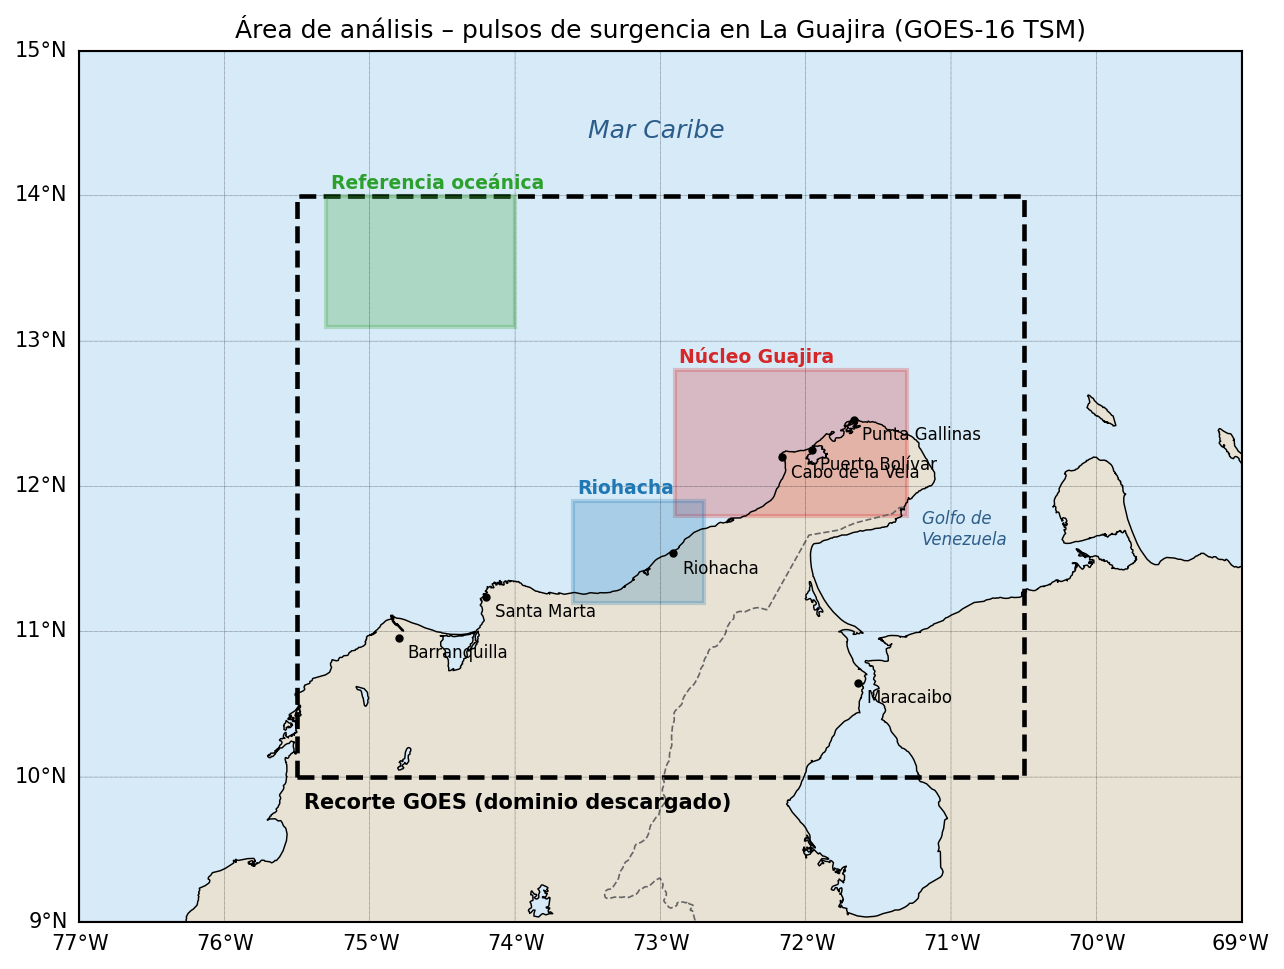 Área de análisis – pulsos de surgencia en La Guajira (GOES-16 TSM)
15°N
Mar Caribe
Referencia oceánica
14°N
13°N
Núcleo Guajira
Punta Gallinas
Puerto Bolívar
Cabo de la Vela
12°N
Riohacha
Golfo de
Venezuela
Riohacha
Santa Marta
11°N
Barranquilla
Maracaibo
10°N
Recorte GOES (dominio descargado)
9°N
77°W 76°W 75°W 74°W 73°W 72°W 71°W 70°W 69°W